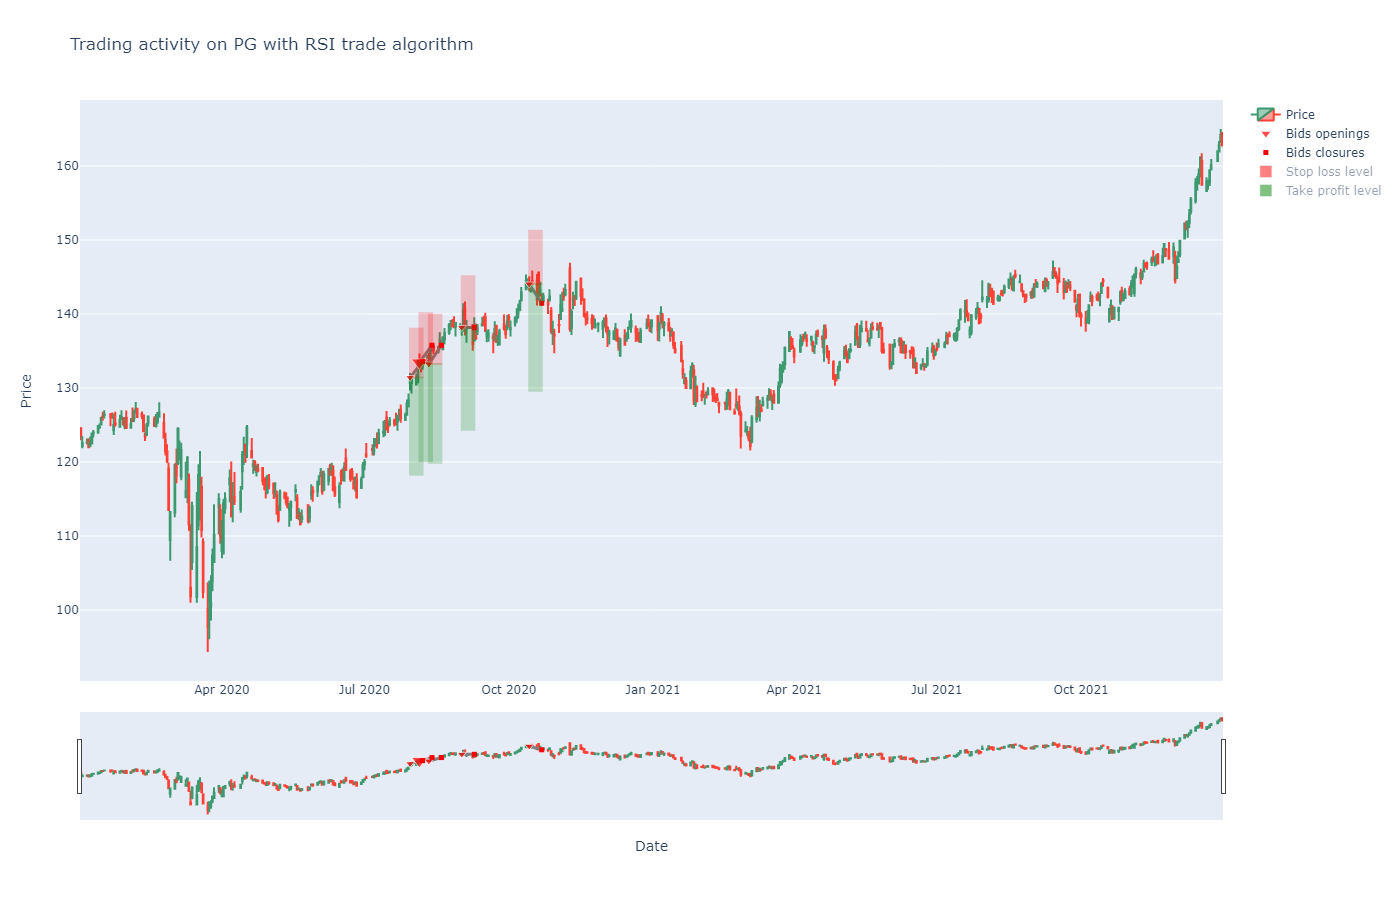 Trading activity on PG with RSI trade algorithm
Price
Bids openings
Bids closures
Stop loss level
Take profit level
Price
160
150
140
130
120
110
100
Apr 2020
Jul 2020
Oct 2020
Jan 2021
Apr 2021
Jul 2021
Oct 2021
Date